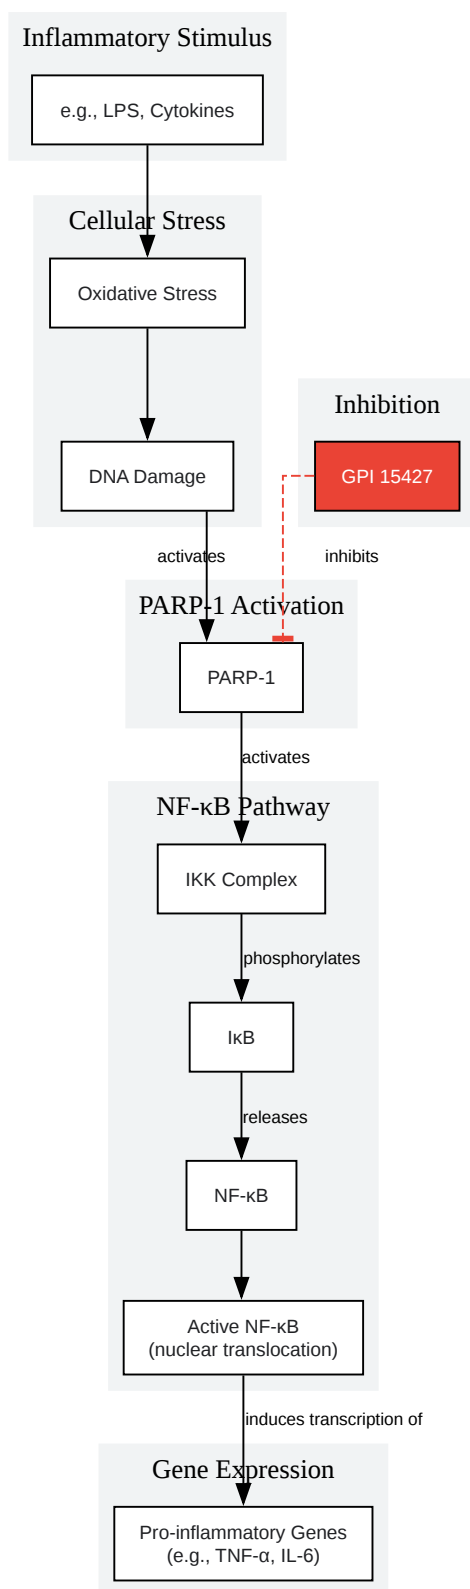 Inflammatory Stimulus
e.g., LPS, Cytokines
Cellular Stress
Oxidative Stress
DNA Damage
Inhibition
GPI 15427
activates
inhibits
PARP-1 Activation
PARP-1
activates
NF-κB Pathway
IKK Complex
phosphorylates
IκB
releases
NF-κB
Active NF-κB
(nuclear translocation)
induces transcription of
Gene Expression
Pro-inflammatory Genes
(e.g., TNF-α, IL-6)